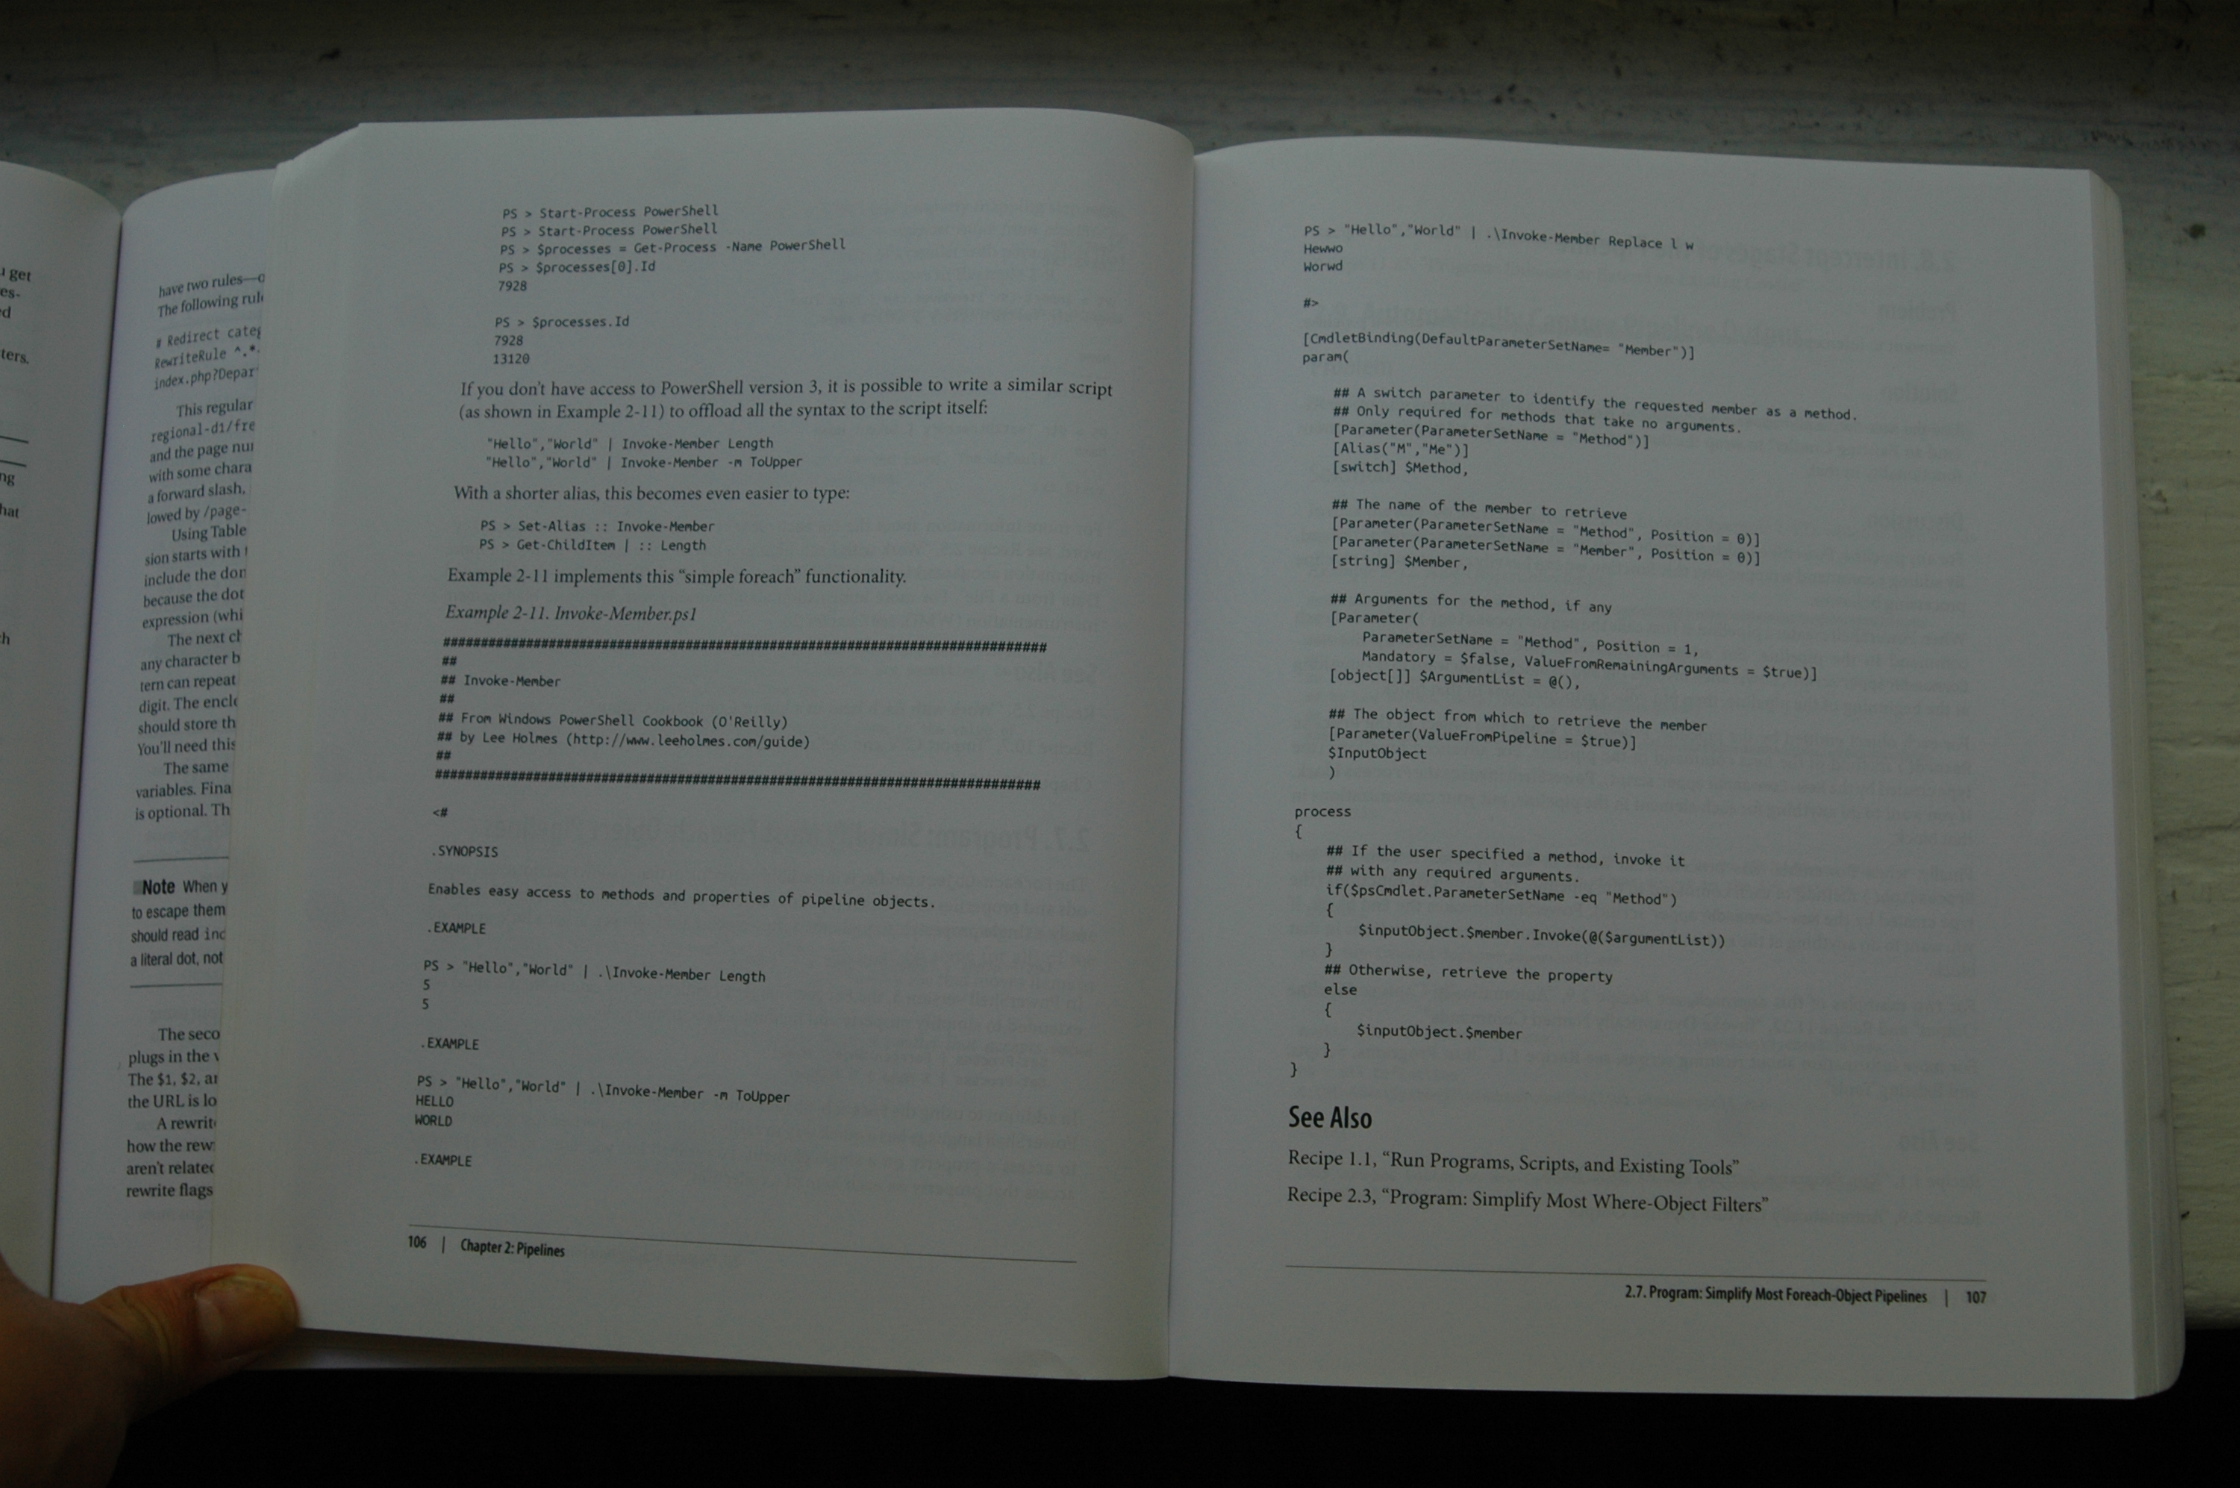 u get
es-
d
ters.
ng
hat
h
have two rules—
The following
# Redirect
RewriteRule ^.*
index.php?Depar
This regular
regional-d1/fre
and the page
with some chara
a forward slash,
lowed by /page-
Using Table
sion starts with
include the
because the dot
expression (whi
The next
any character b
tern can repeat
digit. The
should store th
You'll need this
The same
variables. Fina
is optional. Th
Note When y
to escape them
should read
a literal dot, not
The seco
plugs in the
The $1, $2,
the URL is lo
A
how the
aren't
rewrite flags
PS > Start-Process PowerShell
PS > Start-Process PowerShell
PS > $processes = Get-Process -Name PowerShell
PS > $processes[0].Id
7928
PS > $processes.Id
7928
13120
If you don't have access to PowerShell version 3, it is possible to write a similar script
(as shown in Example 2-11) to offload all the syntax to the script itself:
"Hello","World" | Invoke-Member Length
"Hello","World" | Invoke-Member -m ToUpper
With a shorter alias, this becomes even easier to type:
PS > Set-Alias :: Invoke-Member
PS > Get-ChildItem | :: Length
Example 2-11 implements this “simple foreach” functionality.
Example 2-11. Invoke-Member.ps1
##############################################################################
##
## Invoke-Member
##
## From Windows PowerShell Cookbook (O'Reilly)
## by Lee Holmes (http://www.leeholmes.com/guide)
##
##############################################################################
<#
.SYNOPSIS
Enables easy access to methods and properties of pipeline objects.
.EXAMPLE
PS > "Hello","World" | .\Invoke-Member Length
5
5
.EXAMPLE
PS > "Hello","World" | .\Invoke-Member -m ToUpper
HELLO
WORLD
.EXAMPLE
106 | Chapter 2: Pipelines
PS > "Hello","World" | .\Invoke-Member Replace l w
Hewwo
Worwd
#>
[CmdletBinding(DefaultParameterSetName= "Member")]
param(
## A switch parameter to identify the requested member as a method.
## Only required for methods that take no arguments.
[Parameter(ParameterSetName = "Method")]
[Alias("M","Me")]
[switch] $Method,
## The name of the member to retrieve
[Parameter(ParameterSetName = "Method", Position = 0)]
[Parameter(ParameterSetName = "Member", Position = 0)]
[string] $Member,
## Arguments for the method, if any
[Parameter(
ParameterSetName = "Method", Position = 1,
Mandatory = $false, ValueFromRemainingArguments = $true)]
[object[]] $ArgumentList = @(),
## The object from which to retrieve the member
[Parameter(ValueFromPipeline = $true)]
$InputObject
)
process
{
## If the user specified a method, invoke it
## with any required arguments.
if($psCmdlet.ParameterSetName -eq "Method")
{
$inputObject.$member.Invoke(@($argumentList))
}
## Otherwise, retrieve the property
else
{
$inputObject.$member
}
}
See Also
Recipe 1.1, “Run Programs, Scripts, and Existing Tools”
Recipe 2.3, “Program: Simplify Most Where-Object Filters”
2.7. Program: Simplify Most Foreach-Object Pipelines | 107